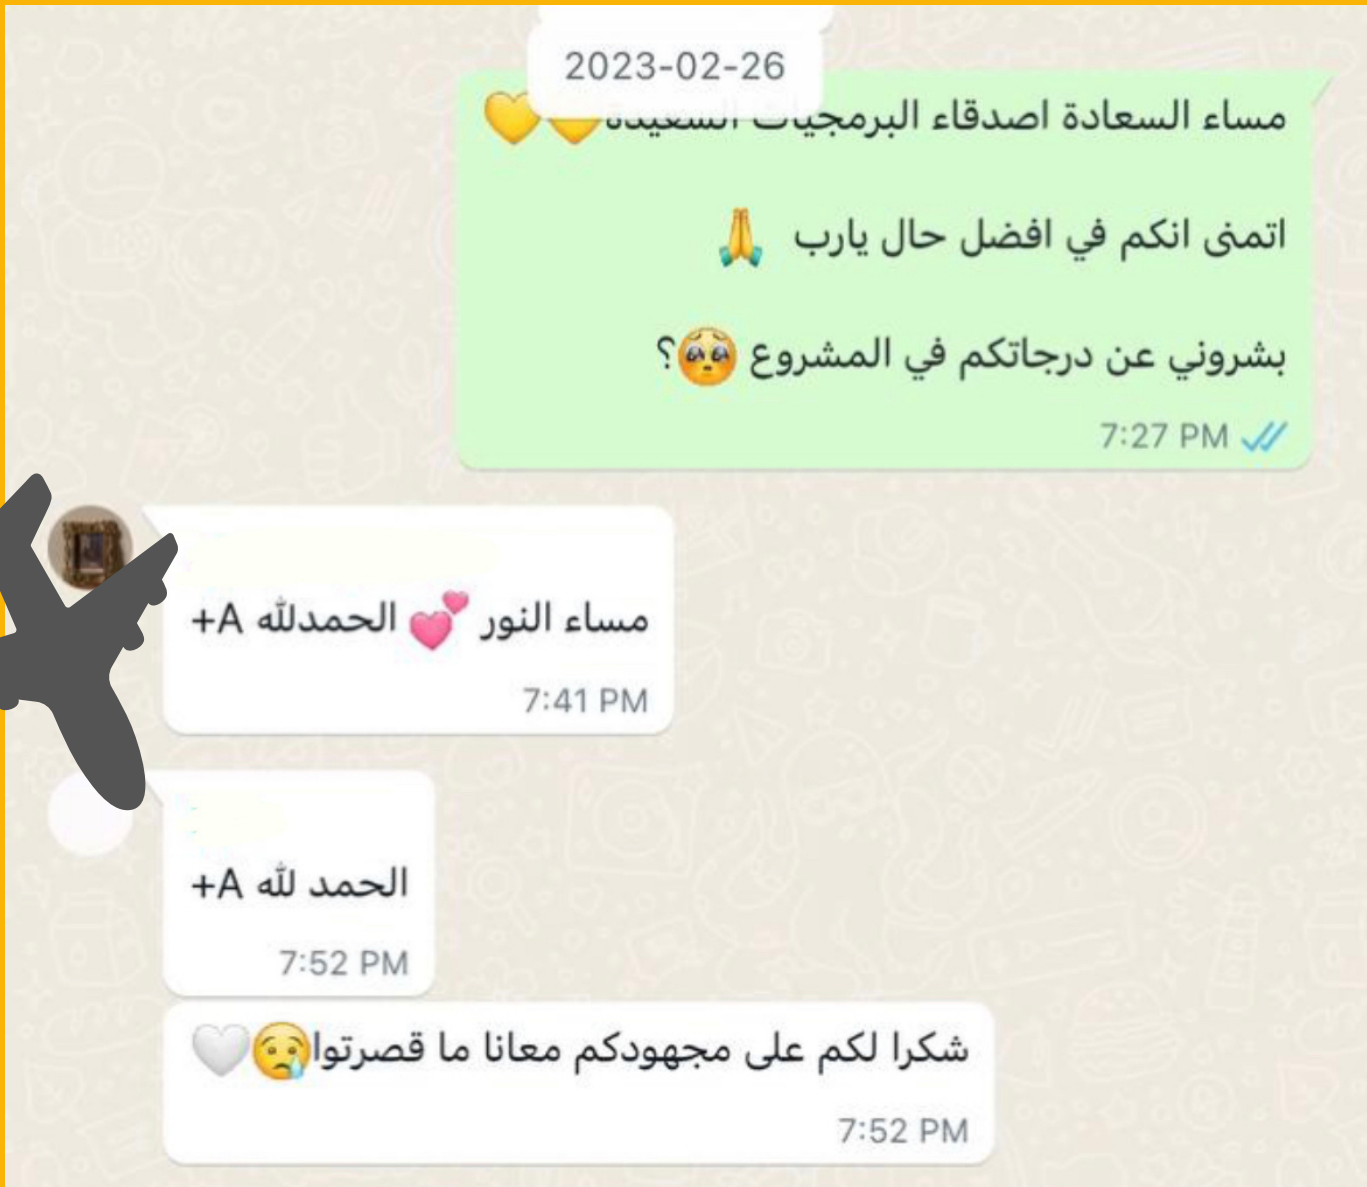 2023-02-26
مساء السعادة اصدقاء البرمجيات السعيدة💛💛
اتمنى انكم في افضل حال يارب 🙏
بشروني عن درجاتكم في المشروع 🥺؟
7:27 PM
مساء النور 💕 الحمدلله A+
7:41 PM
الحمد لله A+
7:52 PM
شكرا لكم على مجهودكم معانا ما قصرتوا😢🤍
7:52 PM